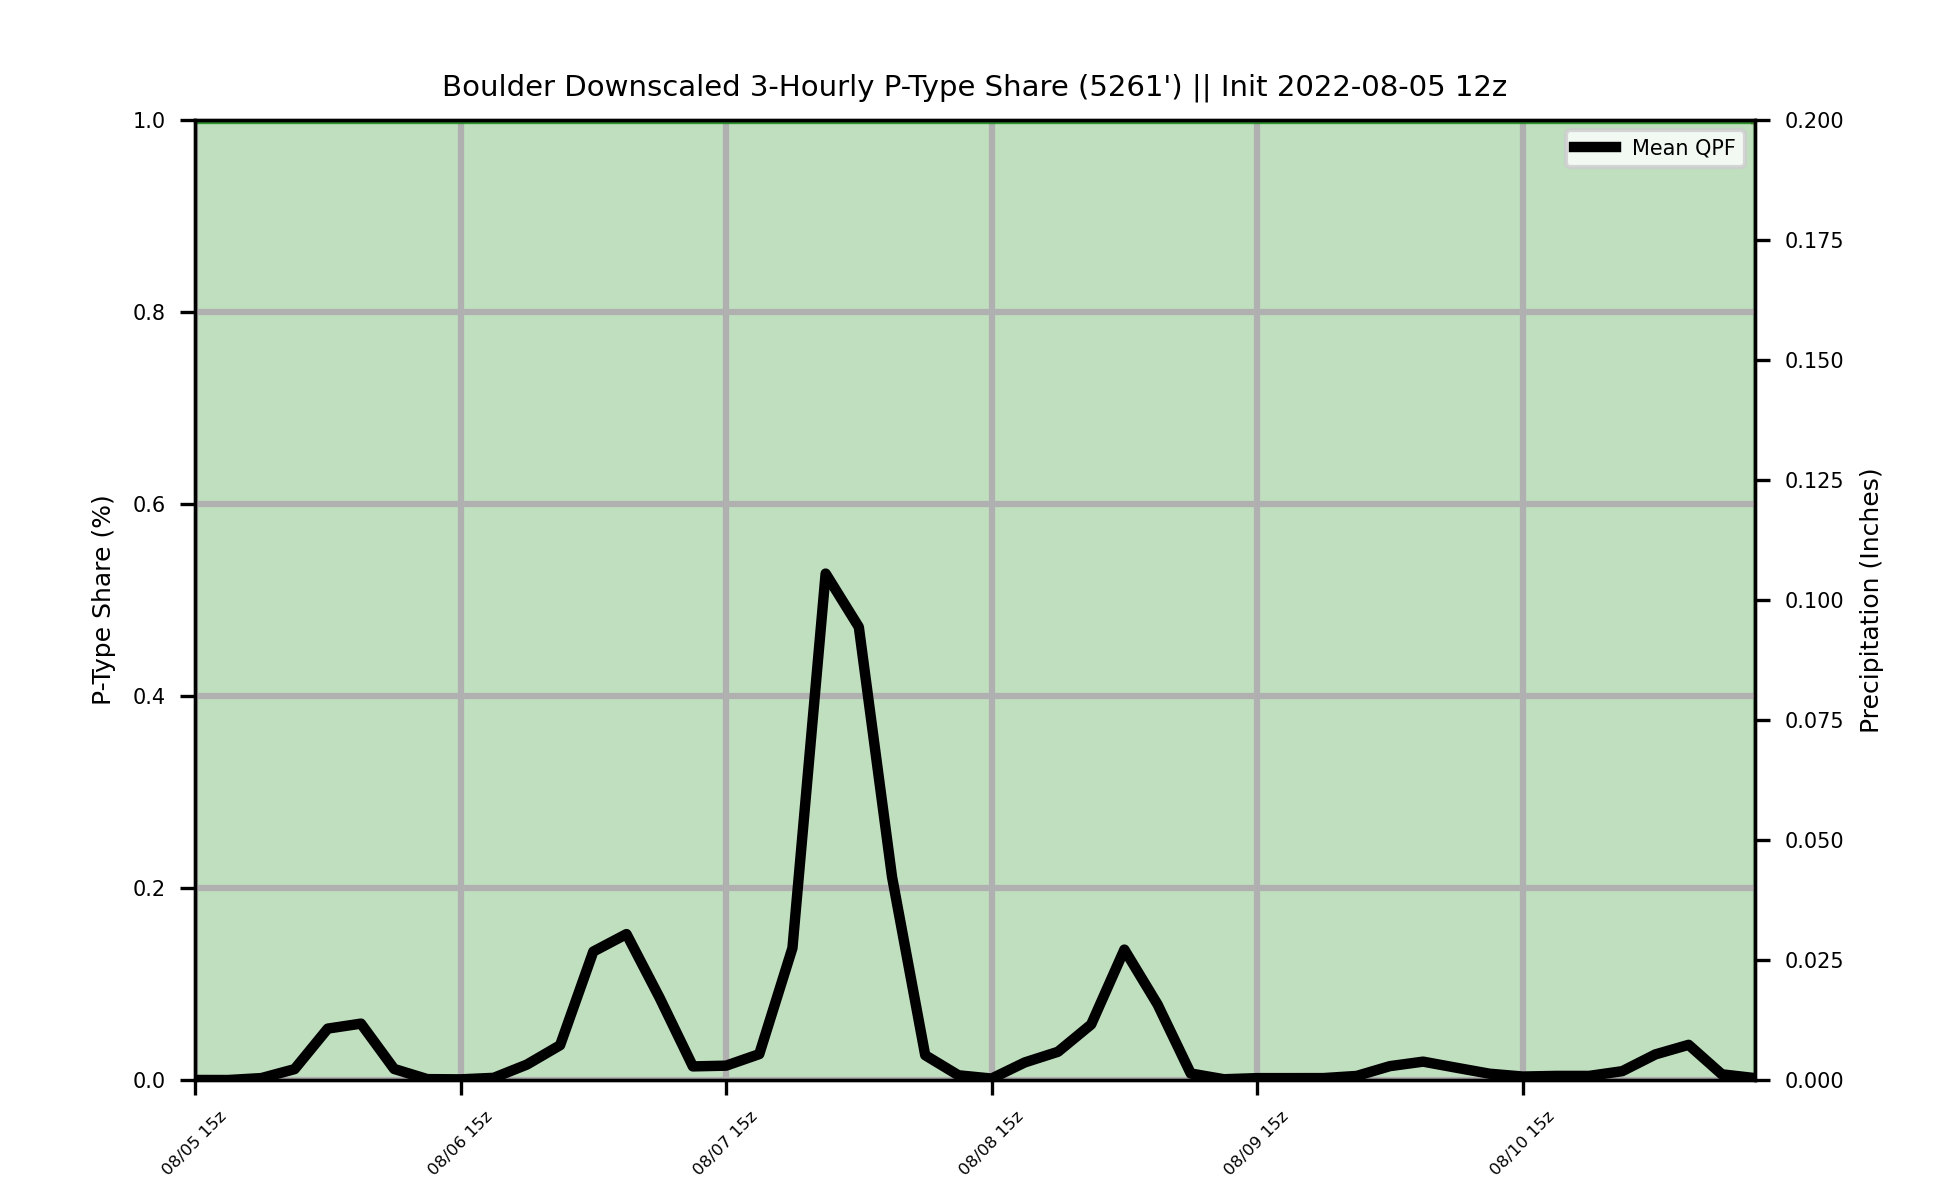 Boulder Downscaled 3-Hourly P-Type Share (5261') || Init 2022-08-05 12z
Mean QPF
P-Type Share (%)
1.0
0.8
0.6
0.4
0.2
0.0
0.200
0.175
0.150
0.125
0.100
0.075
0.050
0.025
0.000
Precipitation (Inches)
08/05 15z
08/06 15z
08/07 15z
08/08 15z
08/09 15z
08/10 15z